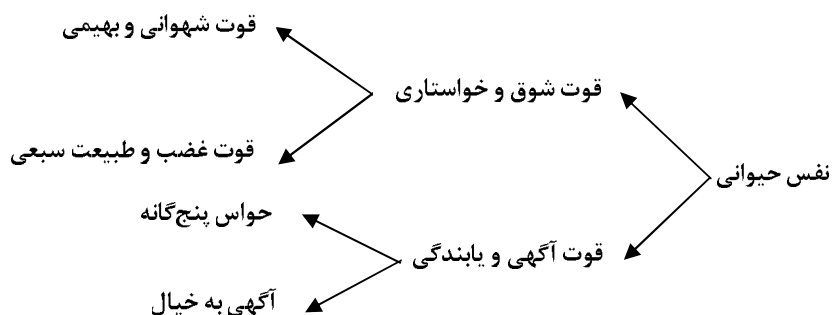 قوت شهوانی و بهیمی
قوت شوق و خواستاری
قوت غضب و طبیعت سبعی
نفس حیوانی
حواس پنج‌گانه
قوت آگهی و یابندگی
آگهی به خیال